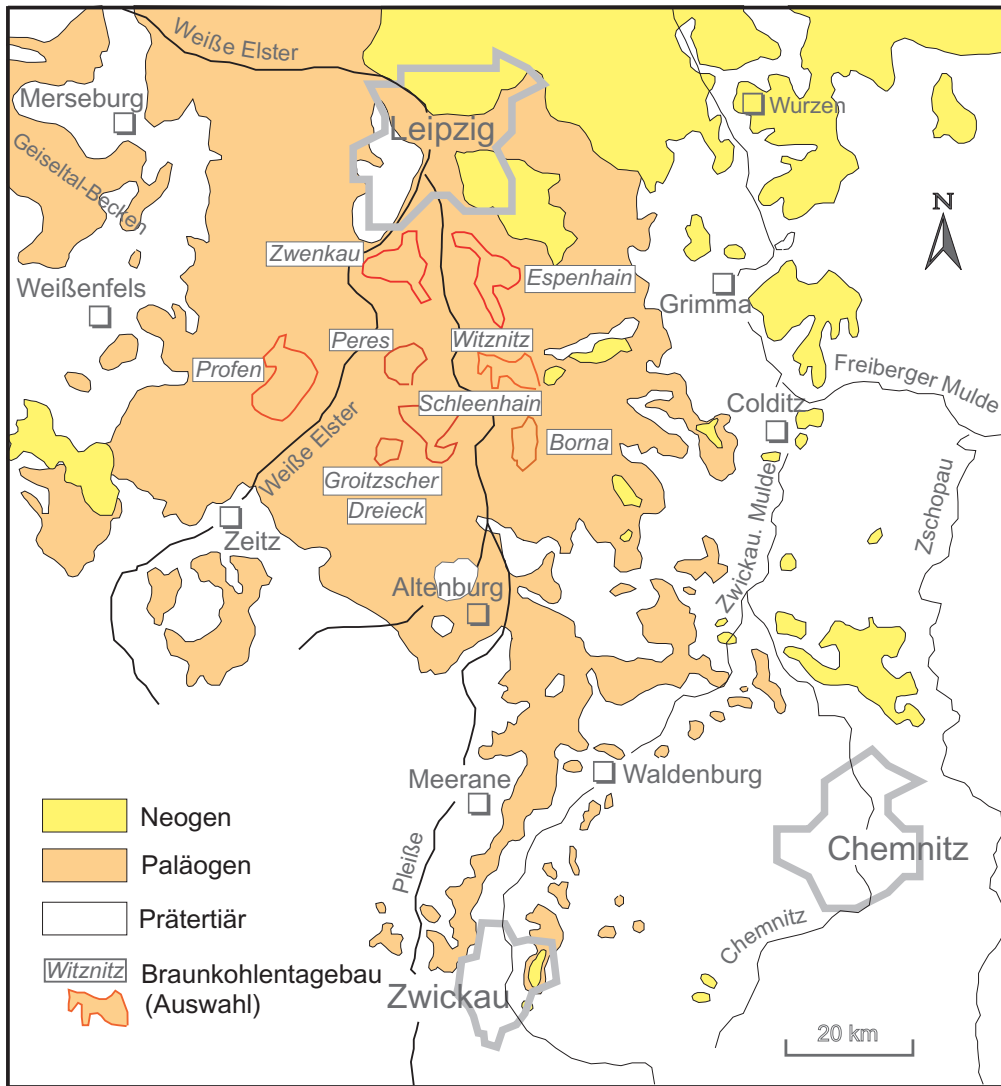 Weiße Elster
Merseburg
Wurzen
Leipzig
Geiseltal-Becken
N
Zwenkau
Espenhain
Weißenfels
Grimma
Peres
Witznitz
Profen
Freiberger Mulde
Schleenhain
Colditz
Weiße Elster
Borna
Groitzscher
Dreieck
Zwickau. Mulde
Zschopau
Zeitz
Altenburg
Meerane
Waldenburg
Neogen
Chemnitz
Paläogen
Pleiße
Prätertiär
Chemnitz
Witznitz
Braunkohlentagebau
(Auswahl)
Zwickau
20 km